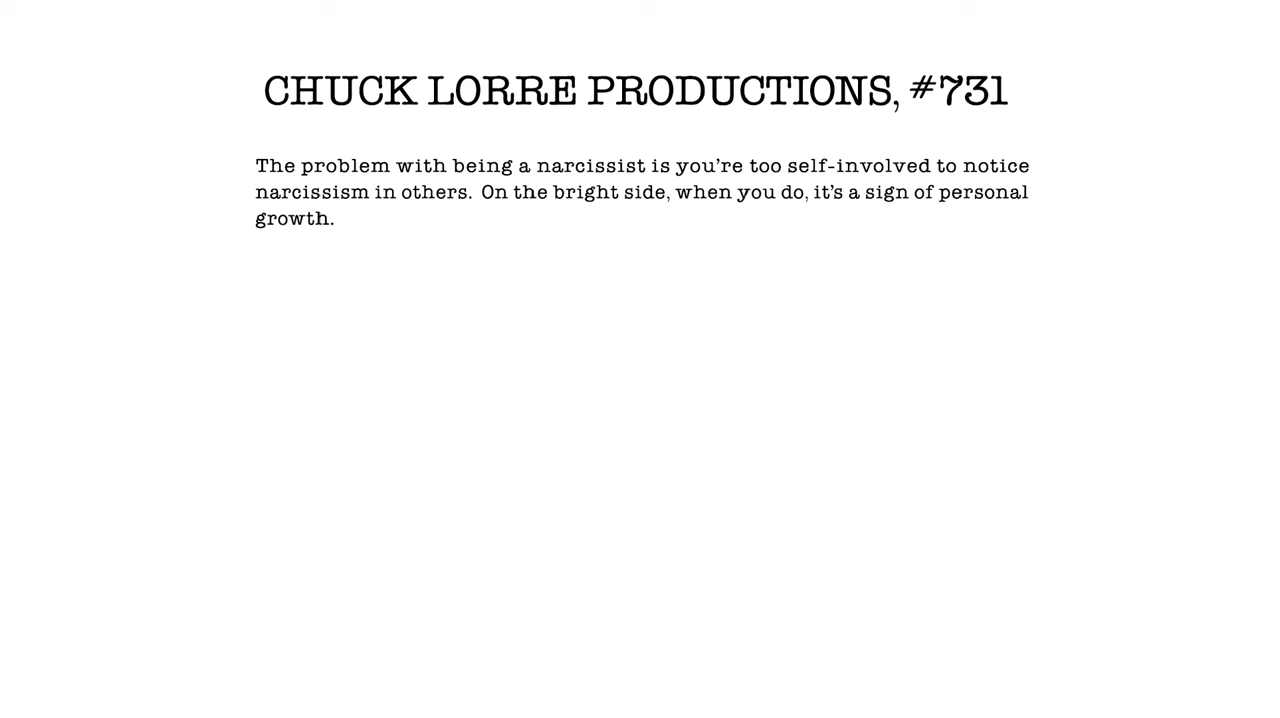 CHUCK LORRE PRODUCTIONS, #731
The problem with being a narcissist is you’re too self-involved to notice
narcissism in others.  On the bright side, when you do, it’s a sign of personal
growth.